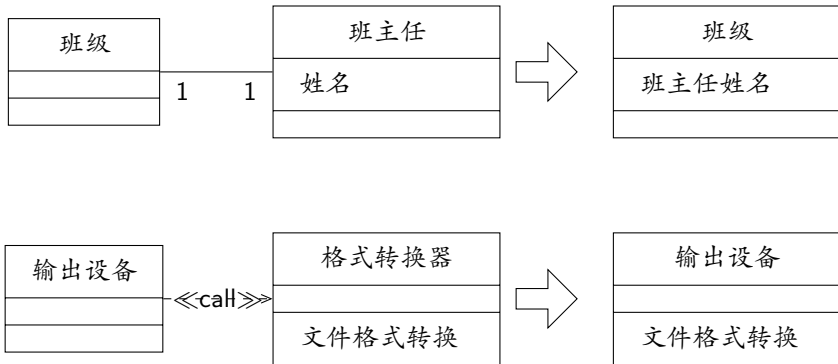 班级
班主任
班级
姓名
班主任姓名
1
1
输出设备
格式转换器
输出设备
≪call≫
文件格式转换
文件格式转换